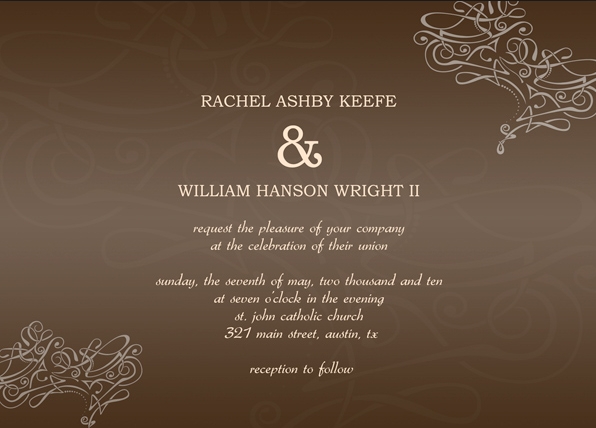 RACHEL ASHBY KEEFE
&
WILLIAM HANSON WRIGHT II
request the pleasure of your company
at the celebration of their union
sunday, the seventh of may, two thousand and ten
at seven o'clock in the evening
st. john catholic church
321 main street, austin, tx
reception to follow